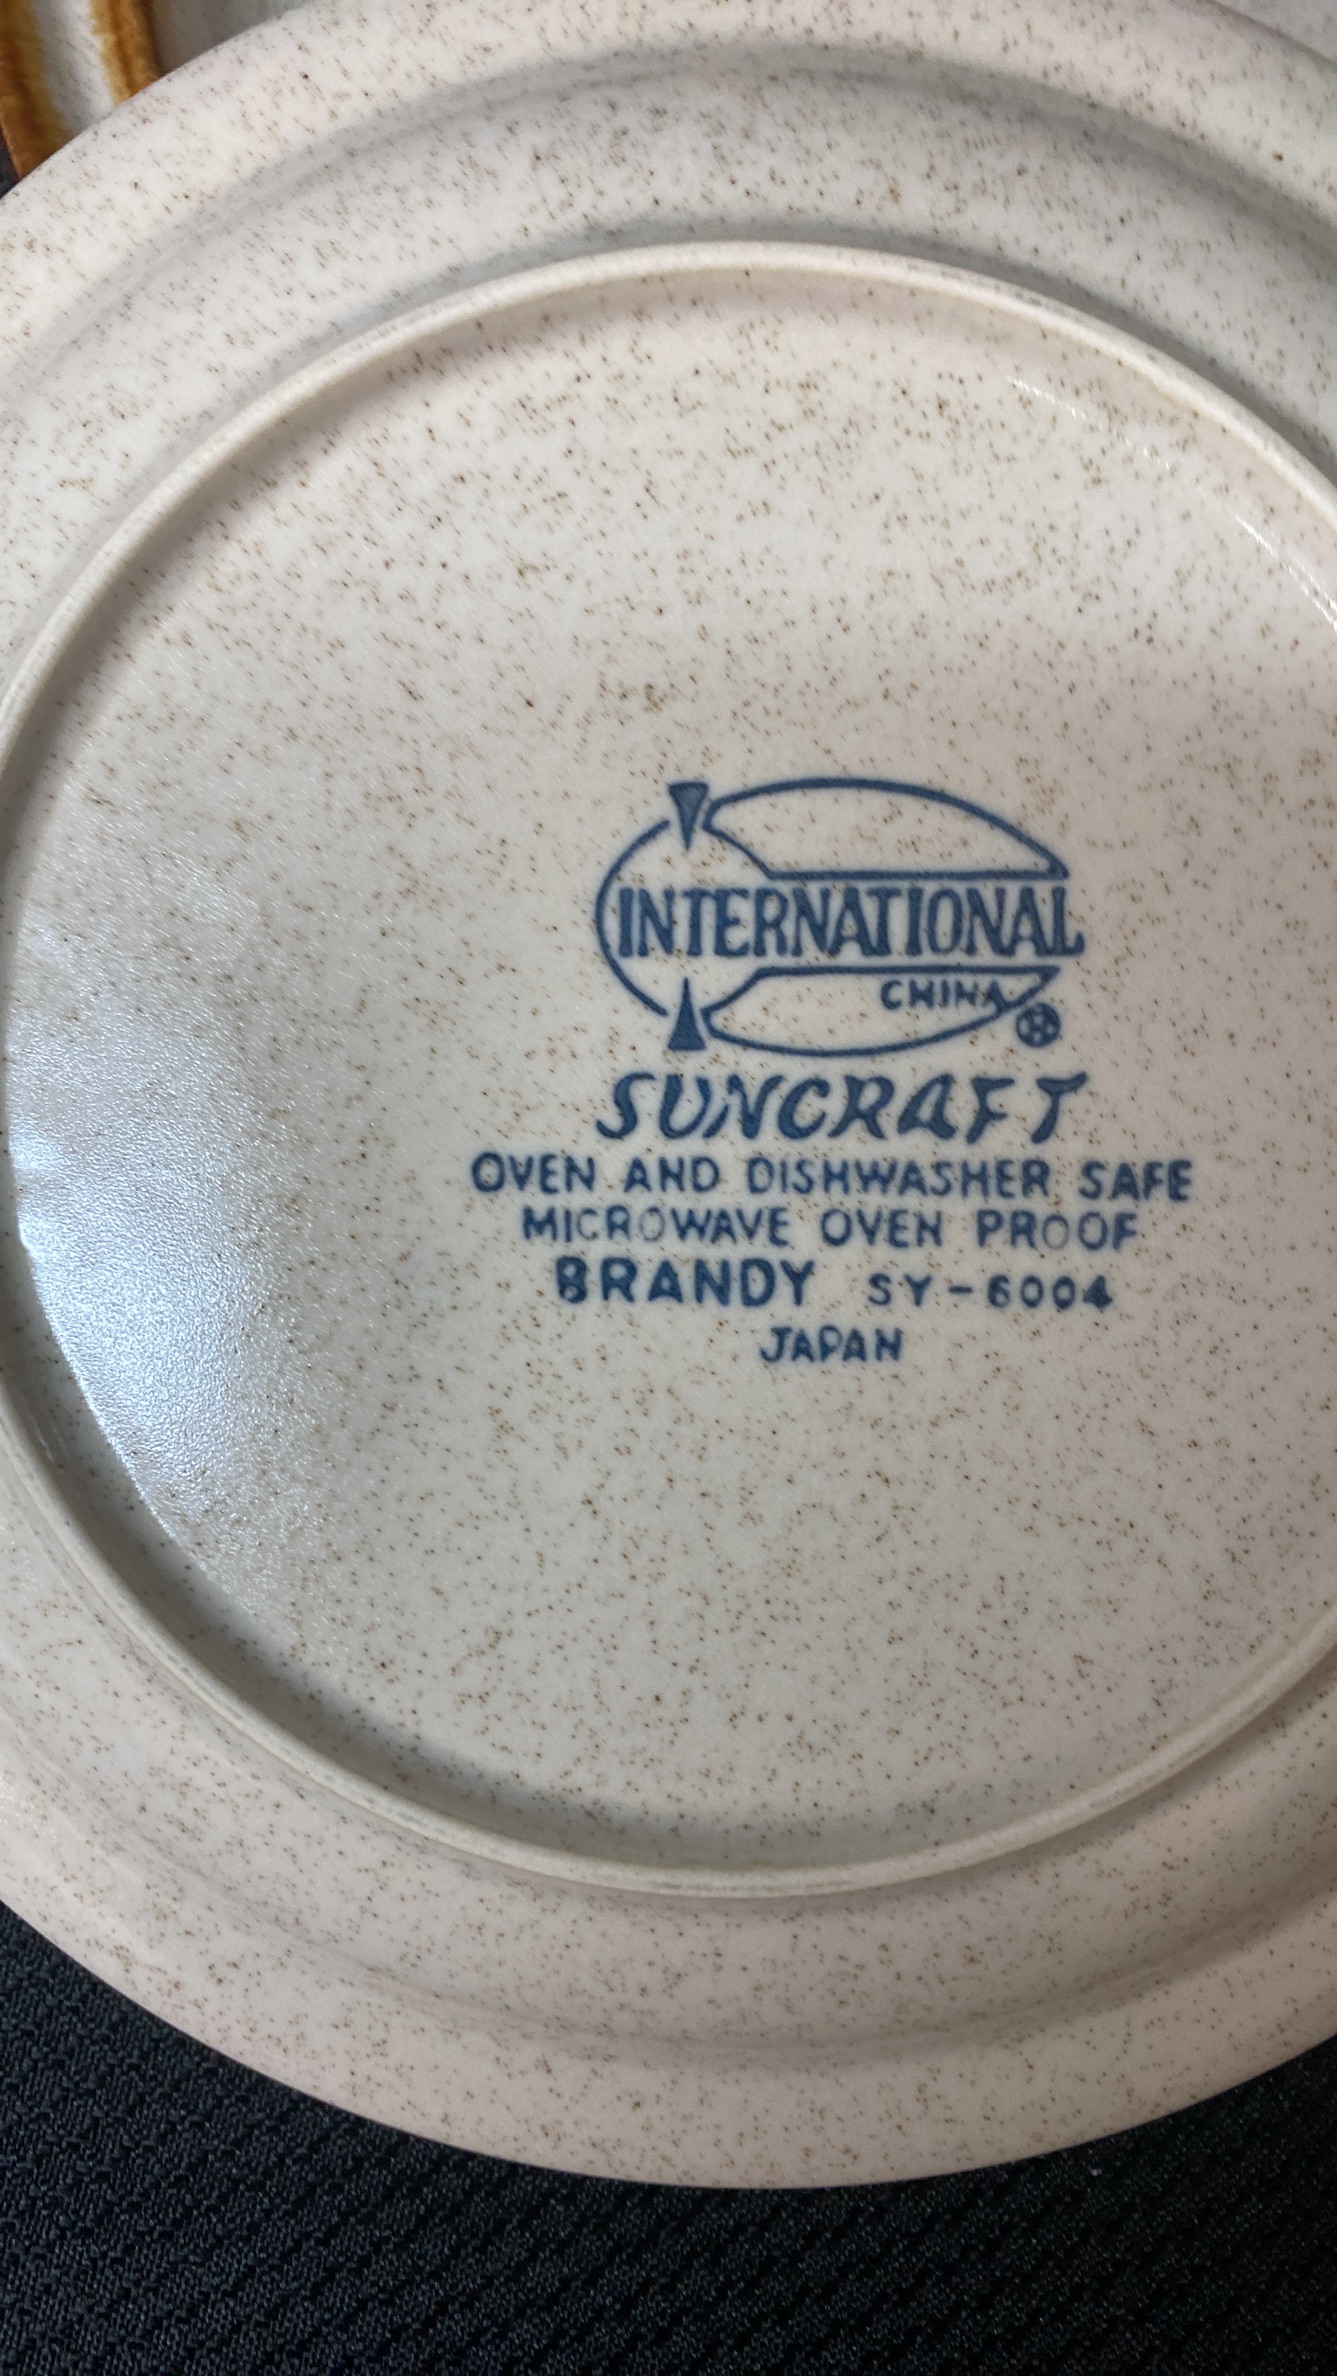 INTERNATIONAL
CHINA ®
SUNCRAFT
OVEN AND DISHWASHER SAFE
MICROWAVE OVEN PROOF
BRANDY SY-6004
JAPAN